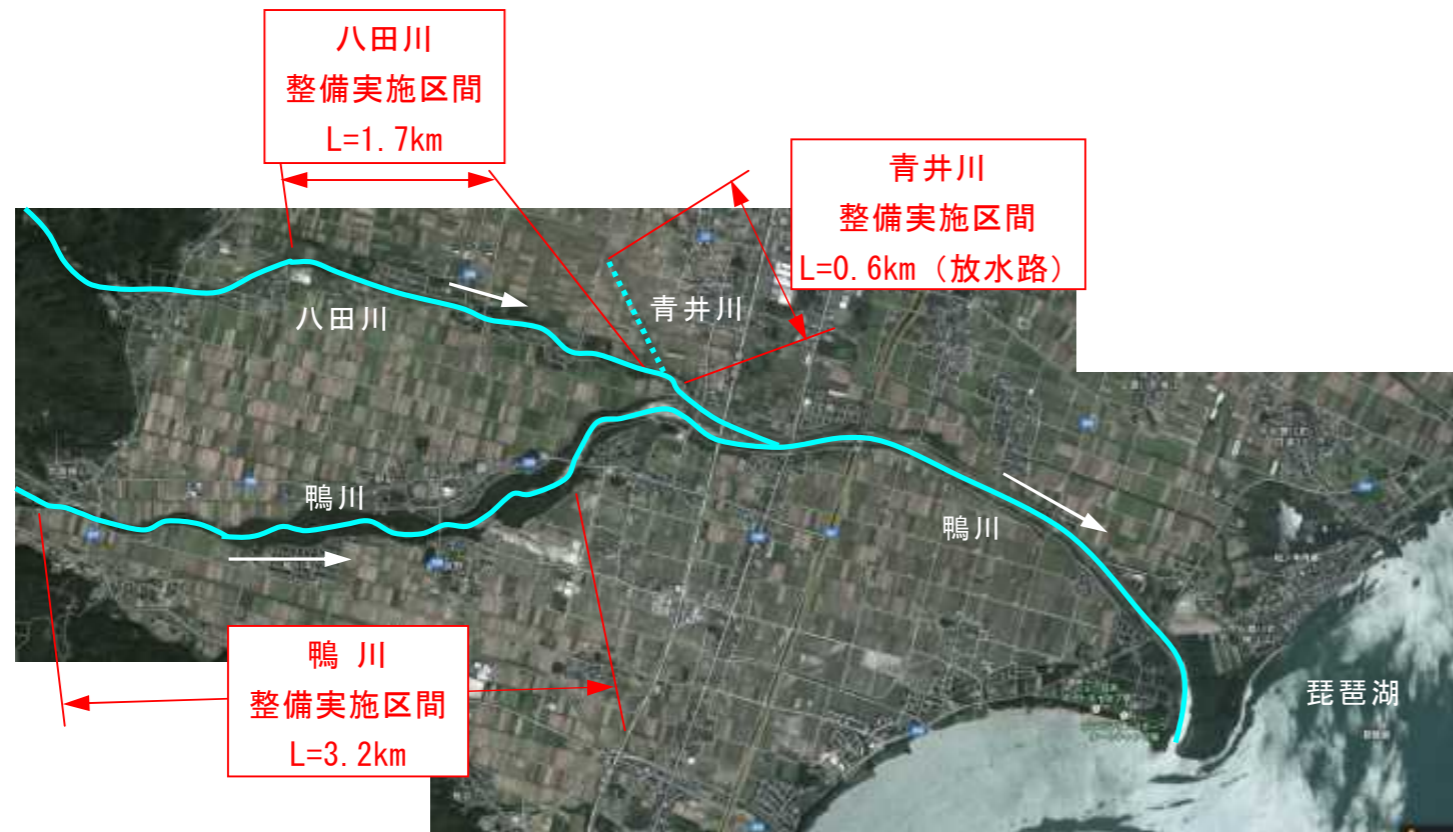 八田川
整備実施区間
L=1.7km
青井川
整備実施区間
L=0.6km（放水路）
八田川
青井川
鴨川
鴨川
琵琶湖
鴨 川
整備実施区間
L=3.2km